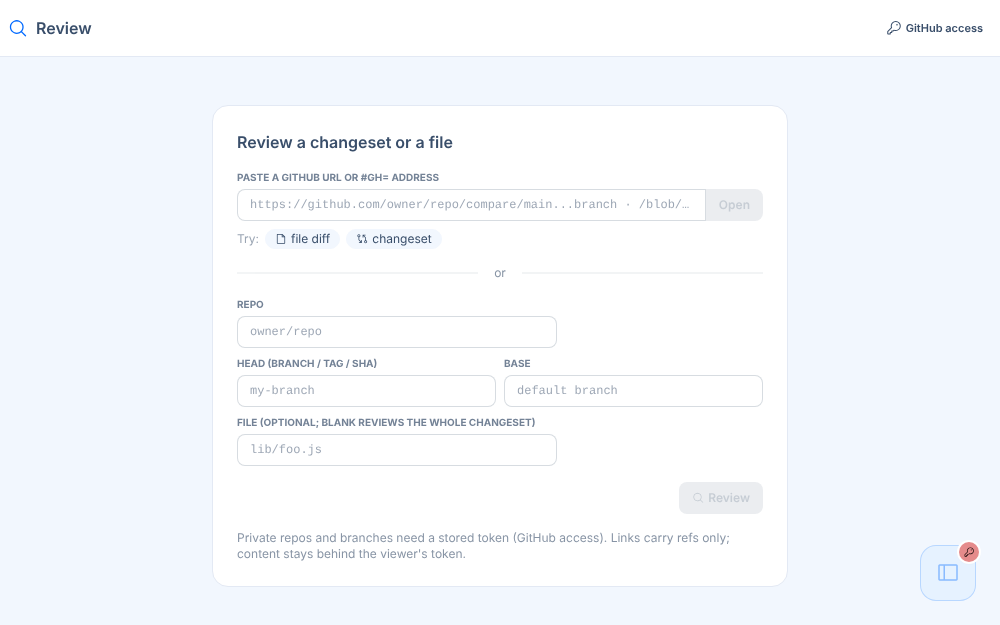 Review
GitHub access
Review a changeset or a file
PASTE A GITHUB URL OR #GH= ADDRESS
https://github.com/owner/repo/compare/main...branch · /blob/…
Open
Try: file diff changeset
or
REPO
owner/repo
HEAD (BRANCH / TAG / SHA)
BASE
my-branch
default branch
FILE (OPTIONAL; BLANK REVIEWS THE WHOLE CHANGESET)
lib/foo.js
Review
Private repos and branches need a stored token (GitHub access). Links carry refs only;
content stays behind the viewer's token.